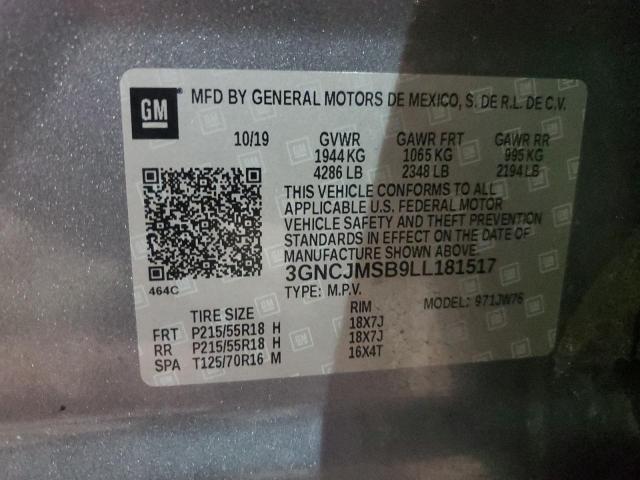 GM MFD BY GENERAL MOTORS DE MEXICO, S. DE R.L. DE C.V.
10/19 GVWR GAWR FRT GAWR RR
1944 KG 1065 KG 995 KG
4286 LB 2348 LB 2194 LB
THIS VEHICLE CONFORMS TO ALL
APPLICABLE U.S. FEDERAL MOTOR
VEHICLE SAFETY AND THEFT PREVENTION
STANDARDS IN EFFECT ON THE DATE OF
MANUFACTURE SHOWN ABOVE.
464C 3GNCJMSB9LL181517
TYPE: M.P.V. MODEL: 971JW76
TIRE SIZE RIM
FRT P215/55R18 H 18X7J
RR P215/55R18 H 18X7J
SPA T125/70R16 M 16X4T